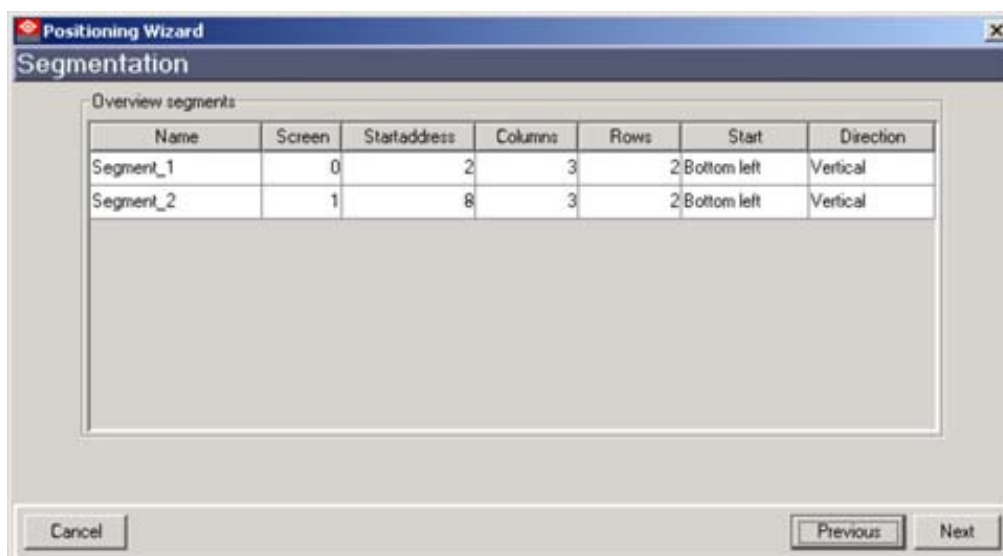 Positioning Wizard
Segmentation
Overview segments
Name Screen Startaddress Columns Rows Start Direction
Segment_1 0 2 3 2 Bottom left Vertical
Segment_2 1 8 3 2 Bottom left Vertical
Cancel Previous Next